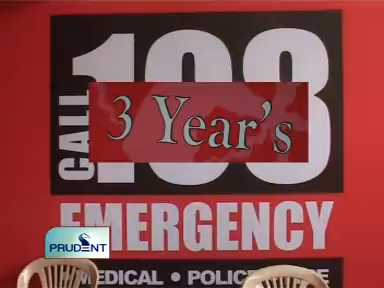 CALL 108
3 Year's
EMERGENCY
PRUDENT
MEDICAL • POLICE